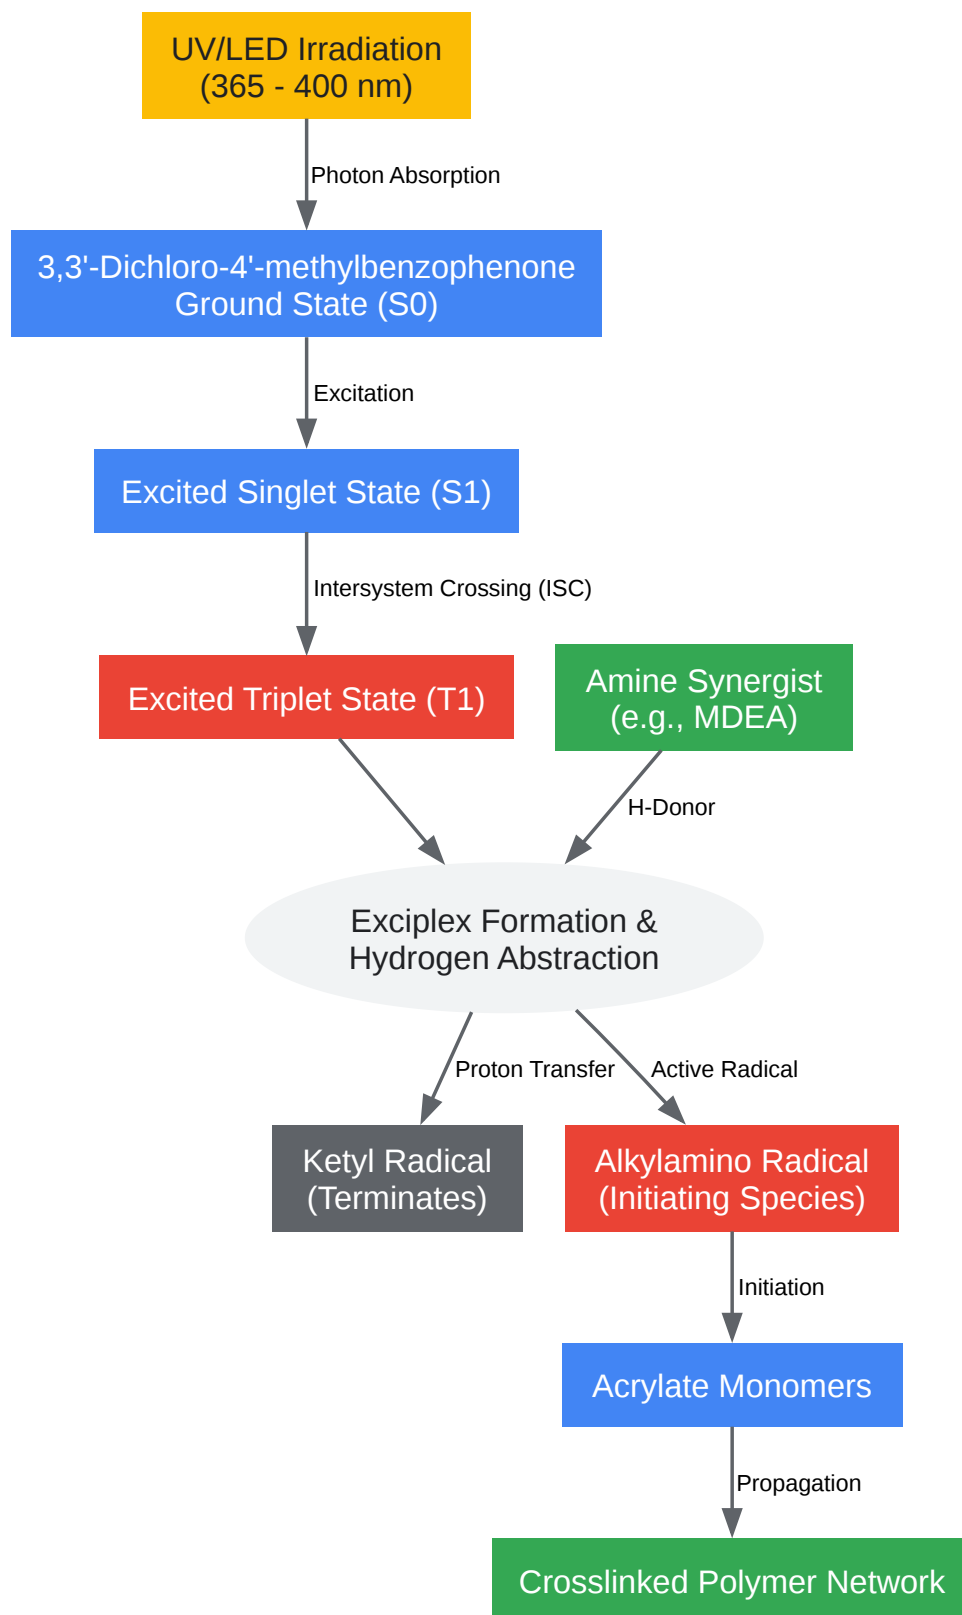 UV/LED Irradiation
(365 - 400 nm)
Photon Absorption
3,3'-Dichloro-4'-methylbenzophenone
Ground State (S0)
Excitation
Excited Singlet State (S1)
Intersystem Crossing (ISC)
Excited Triplet State (T1)
Amine Synergist
(e.g., MDEA)
H-Donor
Exciplex Formation &
Hydrogen Abstraction
Proton Transfer
Active Radical
Ketyl Radical
(Terminates)
Alkylamino Radical
(Initiating Species)
Initiation
Acrylate Monomers
Propagation
Crosslinked Polymer Network